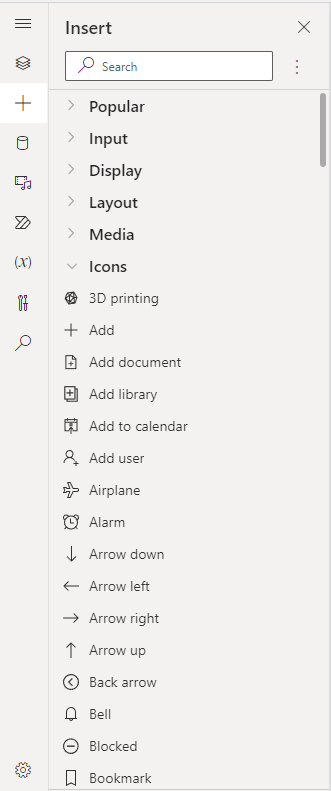 Insert
Search
Popular
Input
Display
Layout
Media
(x)
Icons
3D printing
Add
Add document
Add library
Add to calendar
Add user
Airplane
Alarm
Arrow down
Arrow left
Arrow right
Arrow up
Back arrow
Bell
Blocked
Bookmark